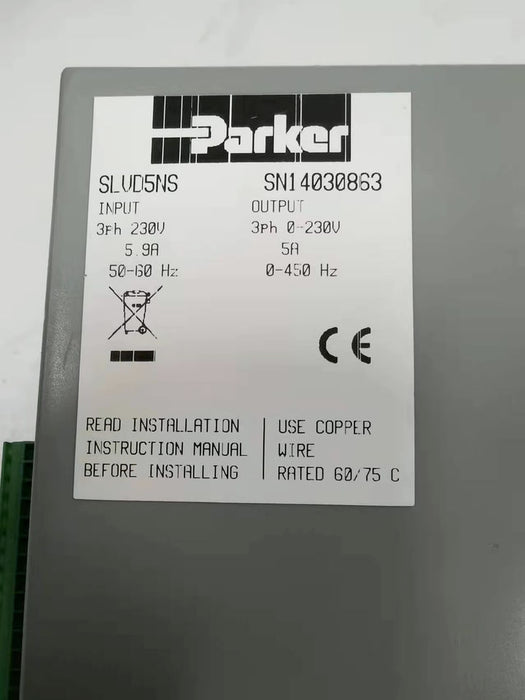 Parker
SLVD5NS SN14030863
INPUT OUTPUT
3ph 230V 3ph 0-230V
5.9A 5A
50-60 Hz 0-450 Hz
CE
READ INSTALLATION USE COPPER
INSTRUCTION MANUAL WIRE
BEFORE INSTALLING RATED 60/75 C